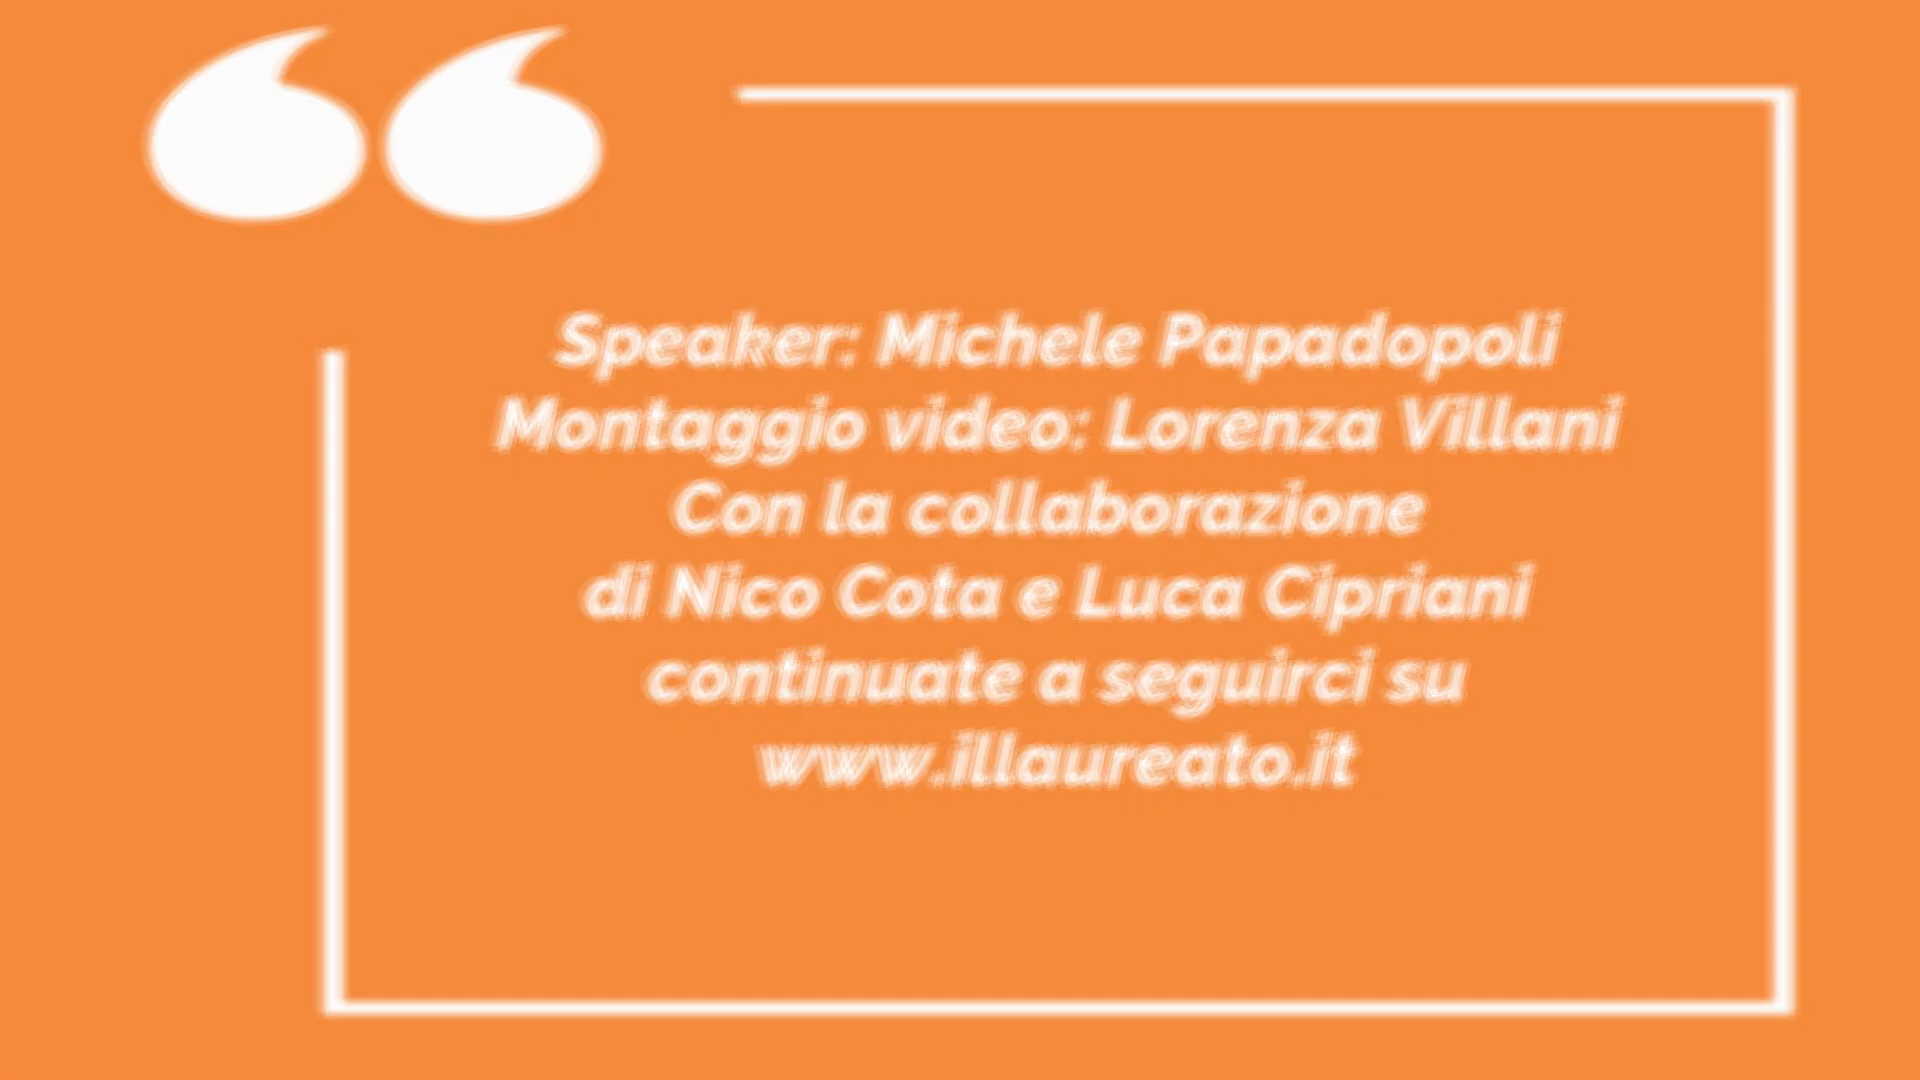 Speaker: Michele Papadopoli
Montaggio video: Lorenza Villani
Con la collaborazione
di Nico Cota e Luca Cipriani
continuate a seguirci su
www.illaureato.it